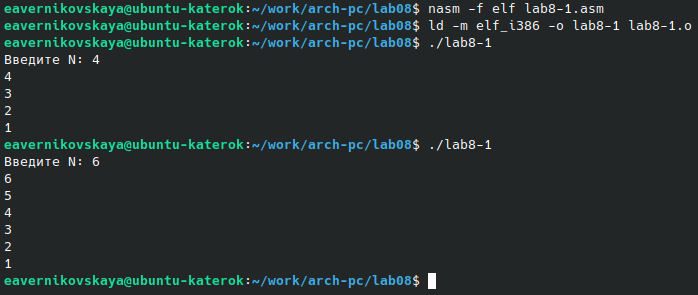 eavernikovskaya@ubuntu-katerok:~/work/arch-pc/lab08$ nasm -f elf lab8-1.asm
eavernikovskaya@ubuntu-katerok:~/work/arch-pc/lab08$ ld -m elf_i386 -o lab8-1 lab8-1.o
eavernikovskaya@ubuntu-katerok:~/work/arch-pc/lab08$ ./lab8-1
Введите N: 4
4
3
2
1
eavernikovskaya@ubuntu-katerok:~/work/arch-pc/lab08$ ./lab8-1
Введите N: 6
6
5
4
3
2
1
eavernikovskaya@ubuntu-katerok:~/work/arch-pc/lab08$